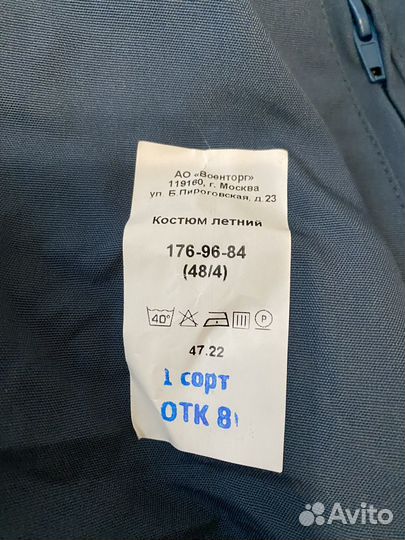 АО «Военторг»
119160, г. Москва
ул. Б.Пироговская, д.23
Костюм летний
176-96-84
(48/4)
40°
P
47.22
1 сорт
ОТК 8
Avito